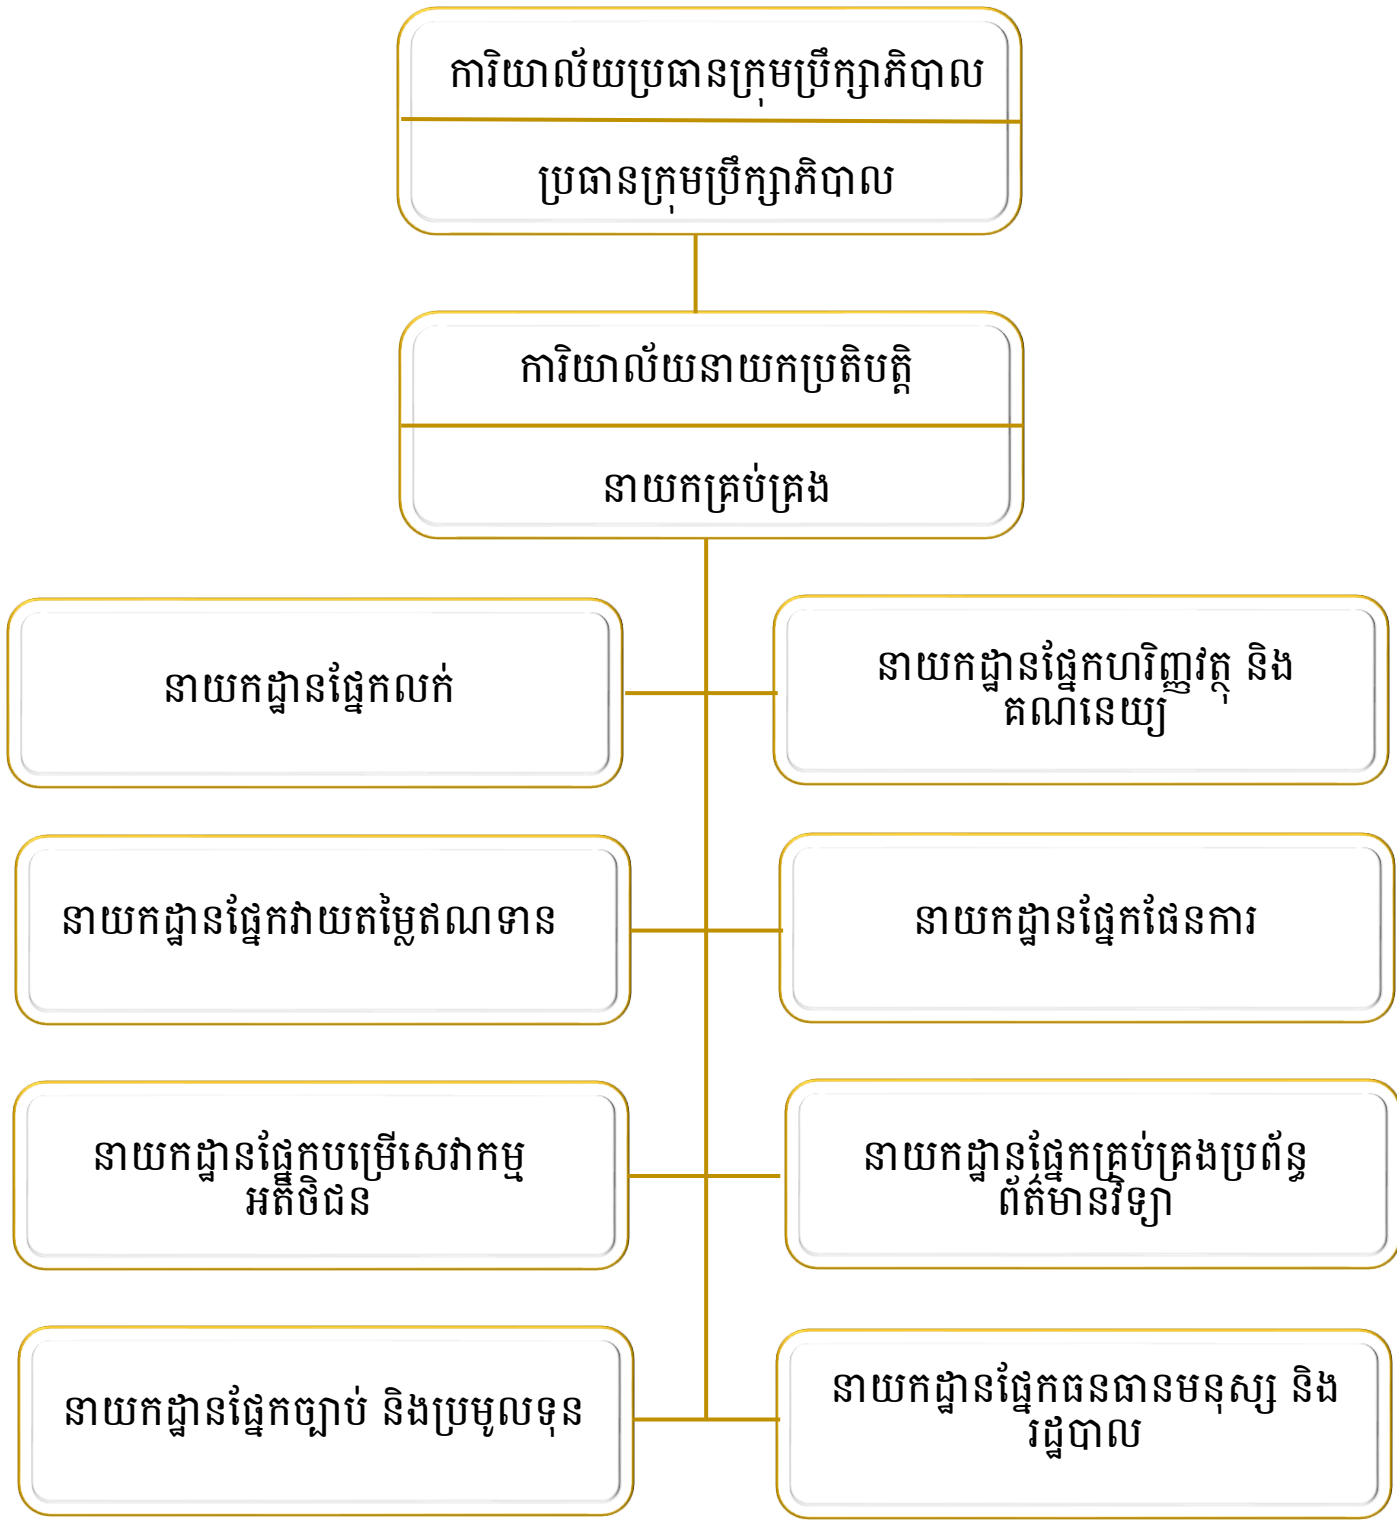 ការិយាល័យប្រធានក្រុមប្រឹក្សាភិបាល
ប្រធានក្រុមប្រឹក្សាភិបាល
ការិយាល័យនាយកប្រតិបត្តិ
នាយកគ្រប់គ្រង
នាយកដ្ឋានផ្នែកលក់
នាយកដ្ឋានផ្នែកហរិញ្ញវត្ថុ និង
គណនេយ្យ
នាយកដ្ឋានផ្នែកវាយតម្លៃឥណទាន
នាយកដ្ឋានផ្នែកផែនការ
នាយកដ្ឋានផ្នែកបម្រើសេវាកម្ម
អតិថិជន
នាយកដ្ឋានផ្នែកគ្រប់គ្រងប្រព័ន្ធ
ព័ត៌មានវិទ្យា
នាយកដ្ឋានផ្នែកច្បាប់ និងប្រមូលទុន
នាយកដ្ឋានផ្នែកធនធានមនុស្ស និង
រដ្ឋបាល